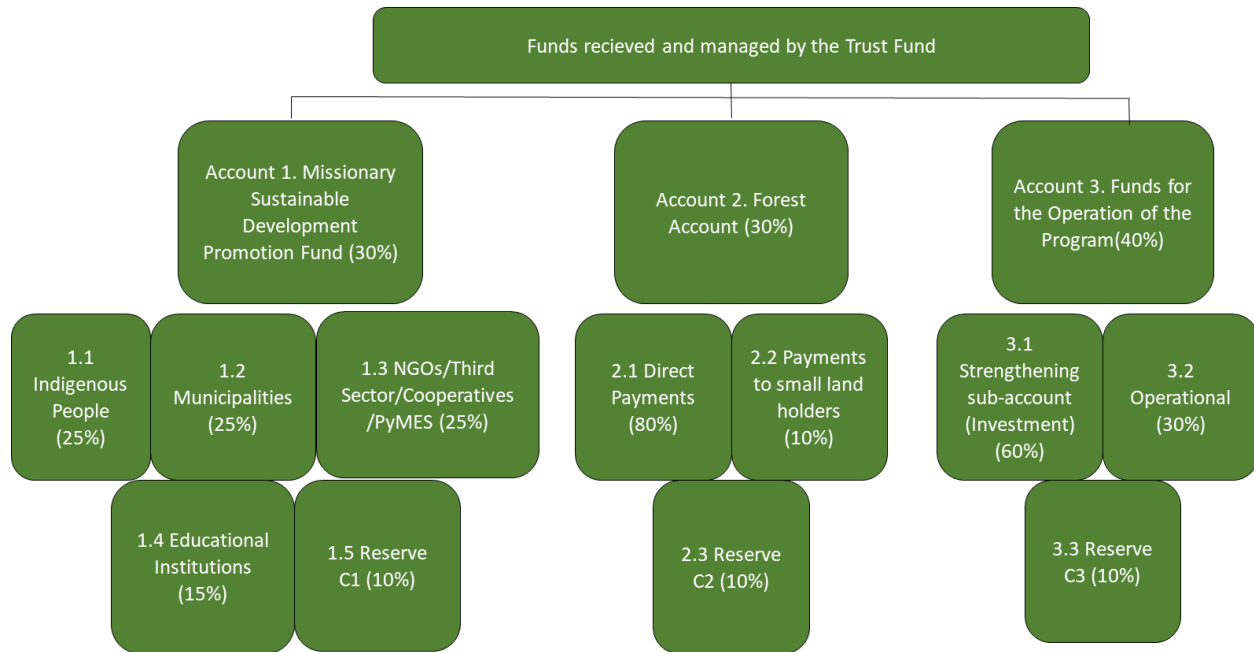 Funds recieved and managed by the Trust Fund
Account 1. Missionary
Sustainable
Development
Promotion Fund (30%)
Account 2. Forest
Account (30%)
Account 3. Funds for
the Operation of the
Program(40%)
1.1
Indigenous
People
(25%)
1.2
Municipalities
(25%)
1.3 NGOs/Third
Sector/Cooperatives
/PyMES (25%)
2.1 Direct
Payments
(80%)
2.2 Payments
to small land
holders
(10%)
3.1
Strengthening
sub-account
(Investment)
(60%)
3.2
Operational
(30%)
1.4 Educational
Institutions
(15%)
1.5 Reserve
C1 (10%)
2.3 Reserve
C2 (10%)
3.3 Reserve
C3 (10%)